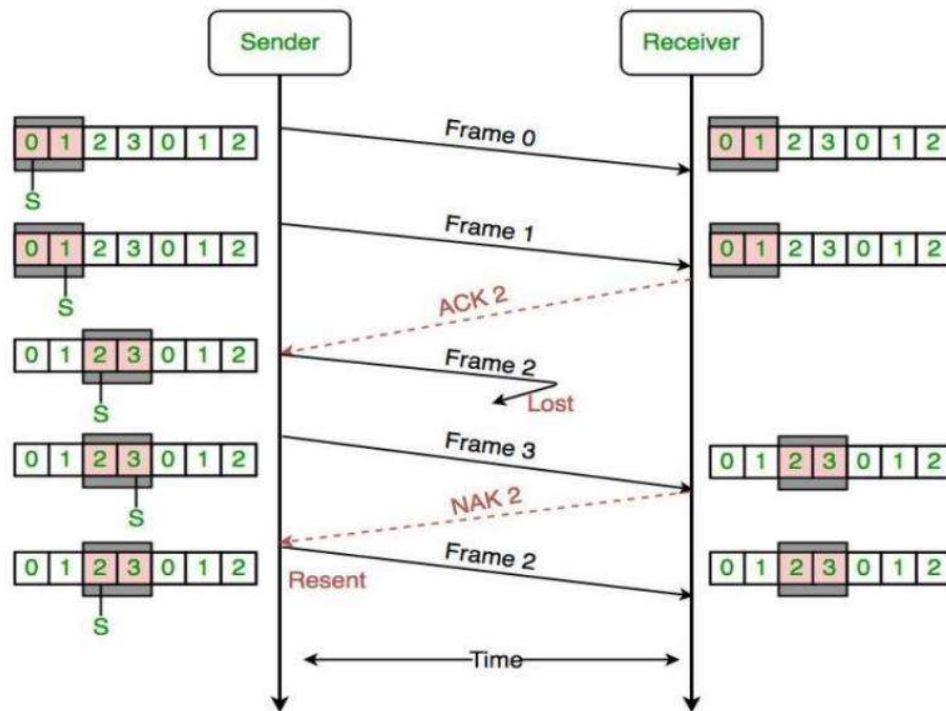 Sender
Receiver
0 1 2 3 0 1 2
Frame 0
0 1 2 3 0 1 2
S
0 1 2 3 0 1 2
Frame 1
0 1 2 3 0 1 2
S
ACK 2
0 1 2 3 0 1 2
Frame 2
S
Lost
0 1 2 3 0 1 2
Frame 3
0 1 2 3 0 1 2
S
NAK 2
0 1 2 3 0 1 2
Frame 2
0 1 2 3 0 1 2
Resent
S
Time